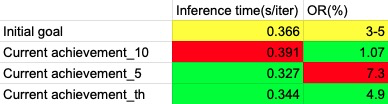 Inference time(s/iter) OR(%)
Initial goal 0.366 3-5
Current achievement_10 0.391 1.07
Current achievement_5 0.327 7.3
Current achievement_th 0.344 4.9